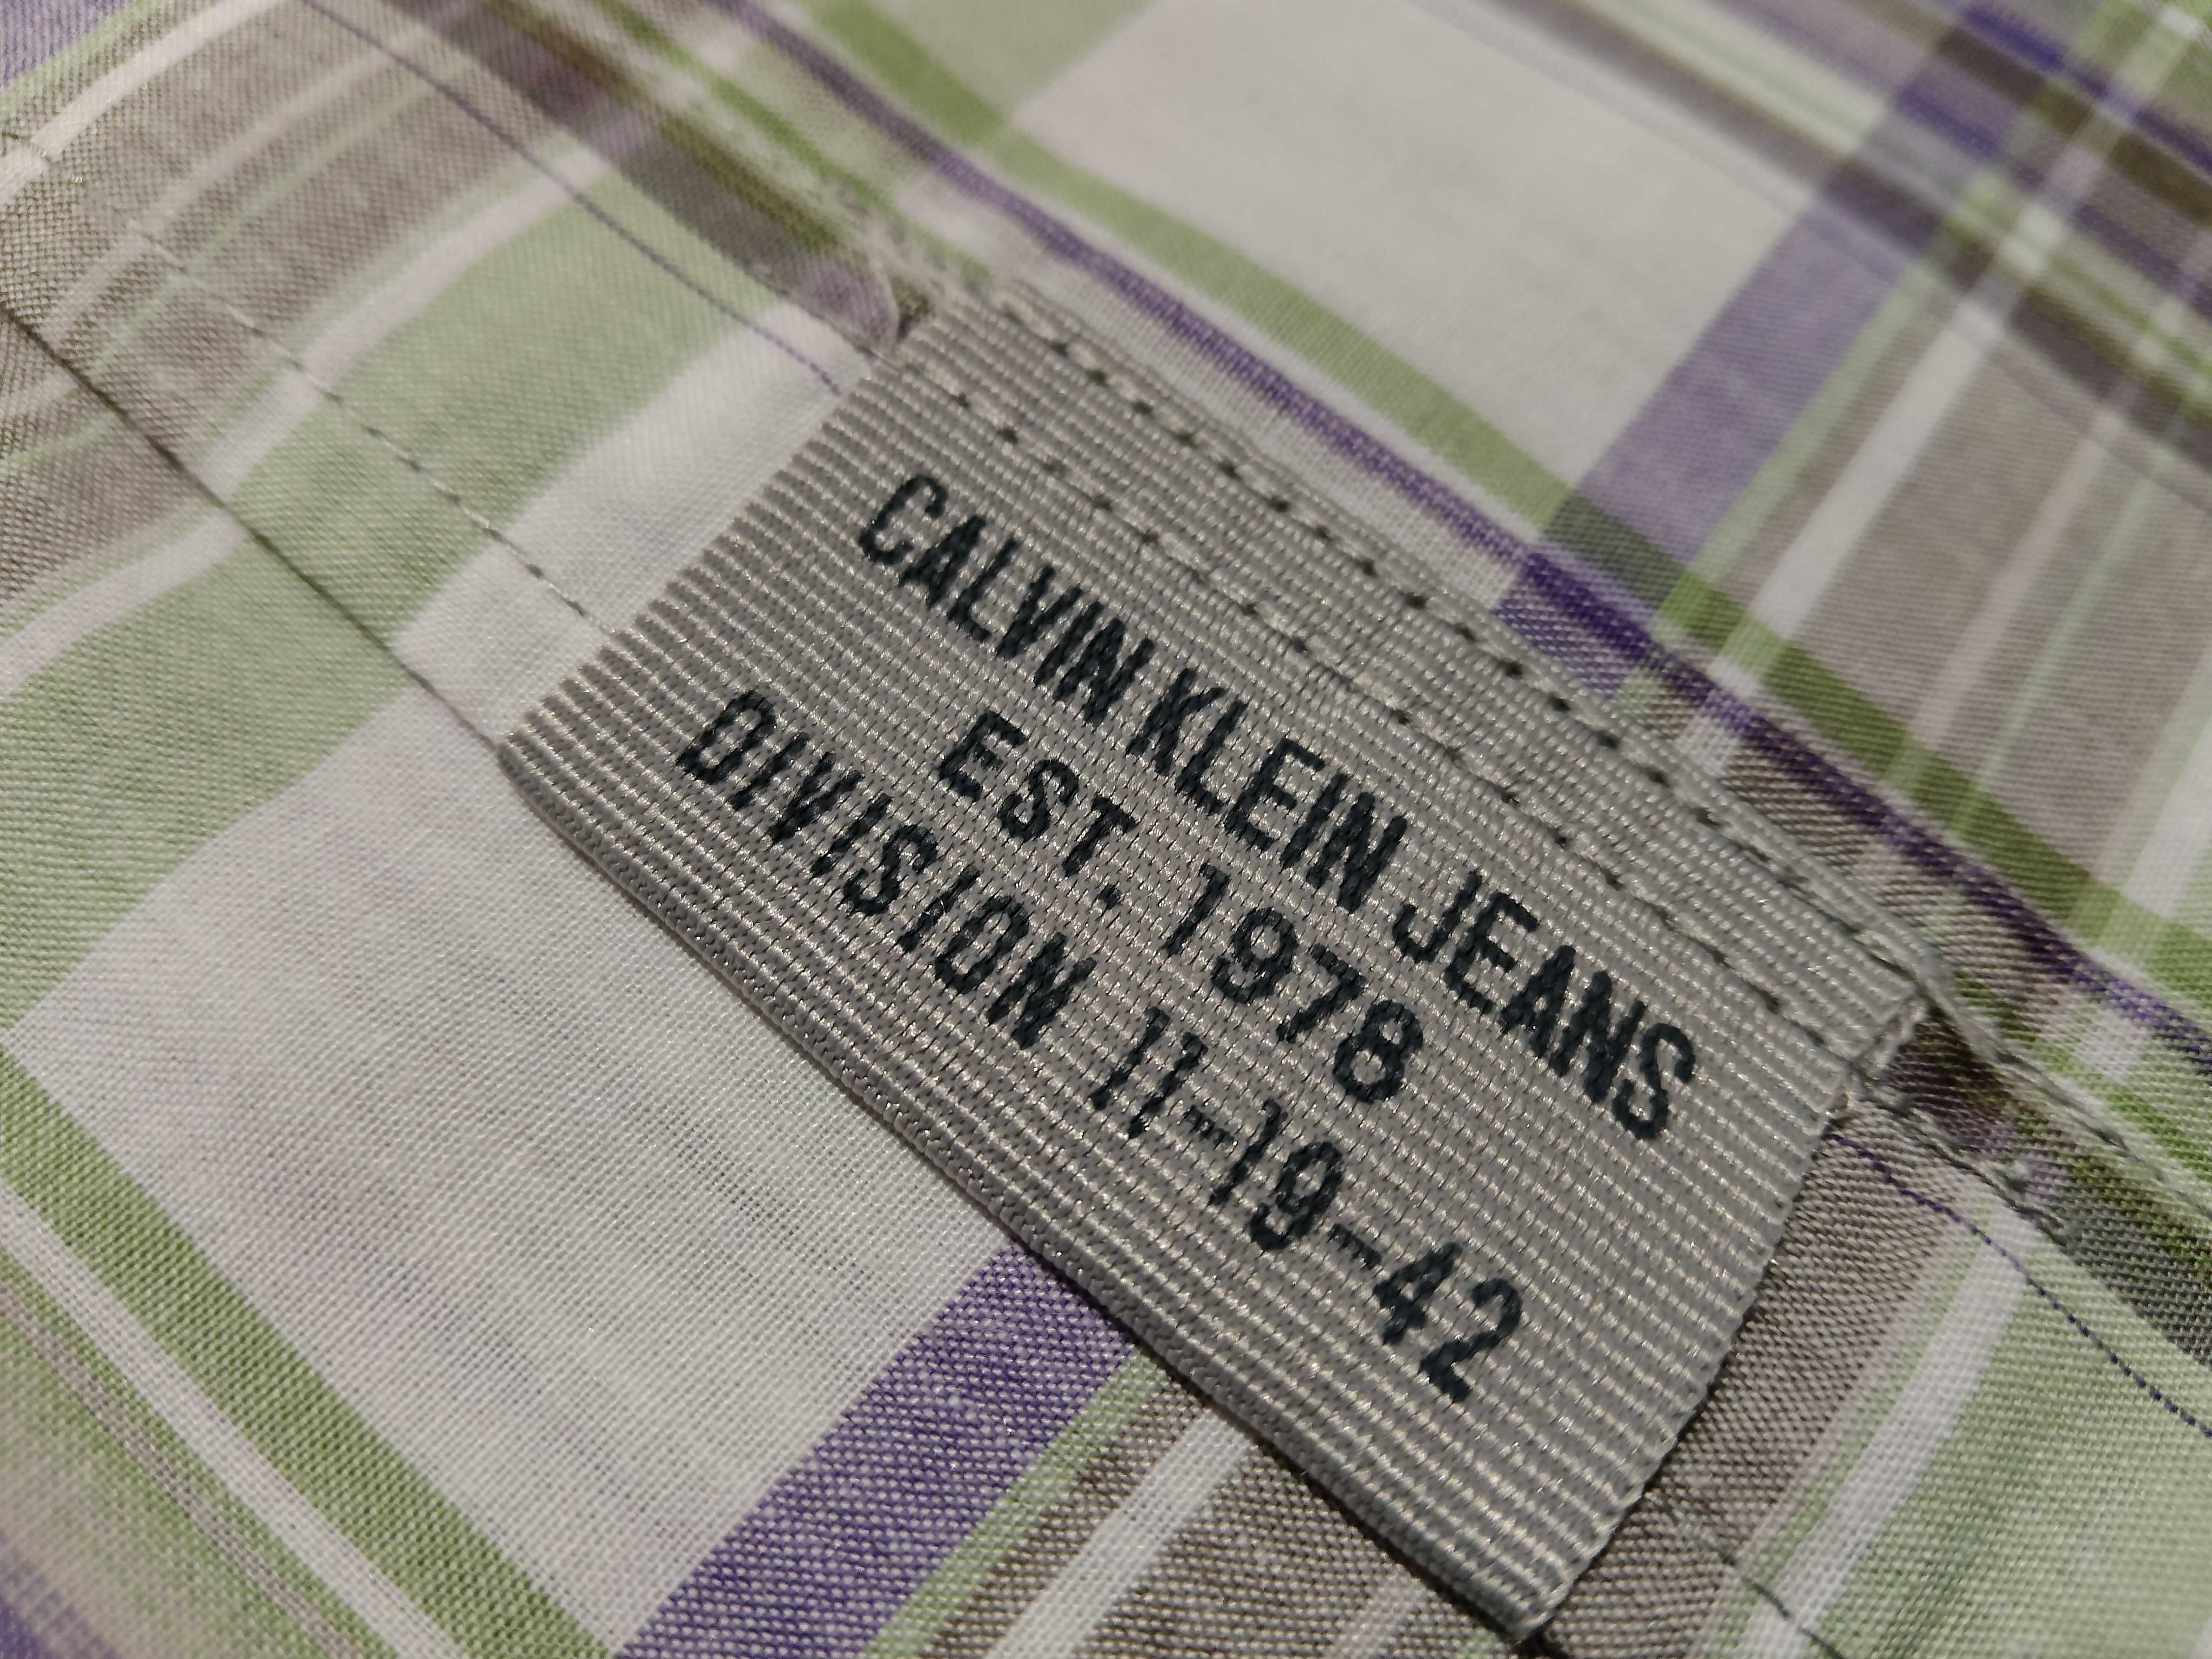 CALVIN KLEIN JEANS
EST. 1978
DIVISION 11-19-42